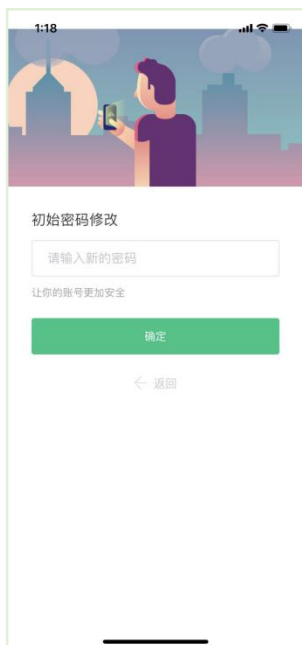 1:18
初始密码修改
请输入新的密码
让你的账号更加安全
确定
← 返回